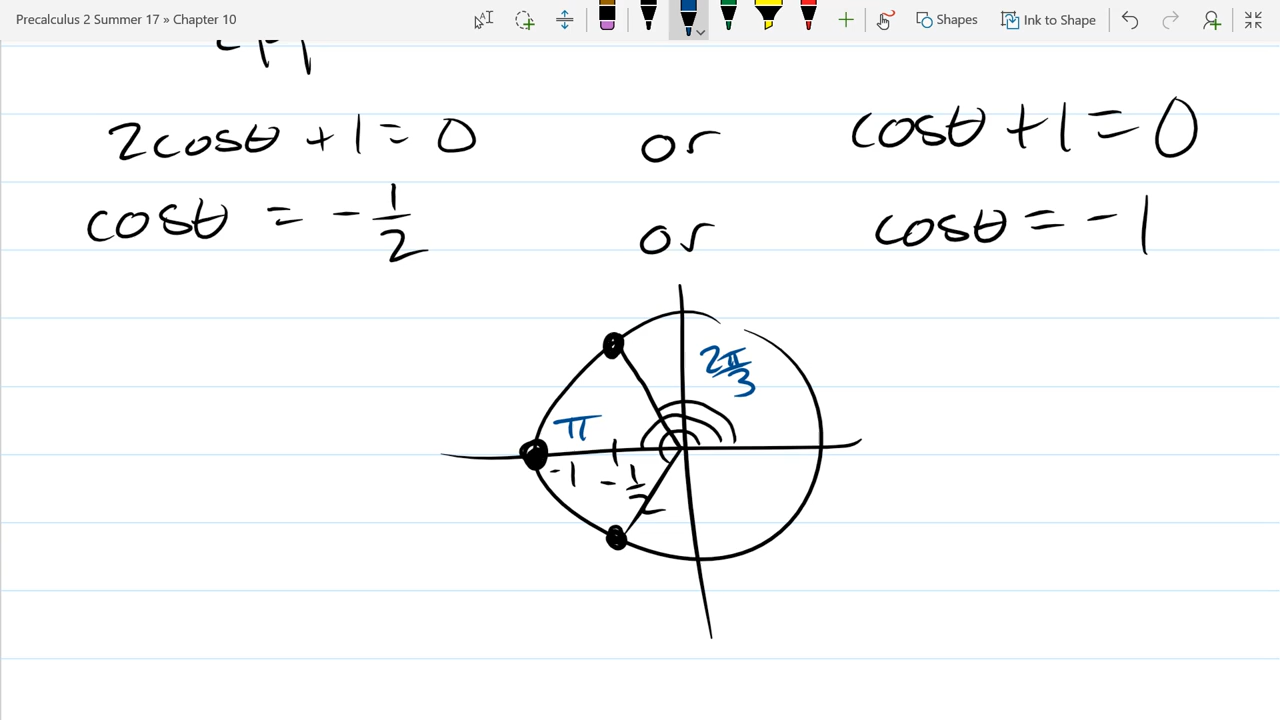 Precalculus 2 Summer 17 » Chapter 10
Shapes
Ink to Shape
2cosθ + 1 = 0 or cosθ + 1 = 0
cosθ = -1/2 or cosθ = -1
2π/3
π
-1 -1/2